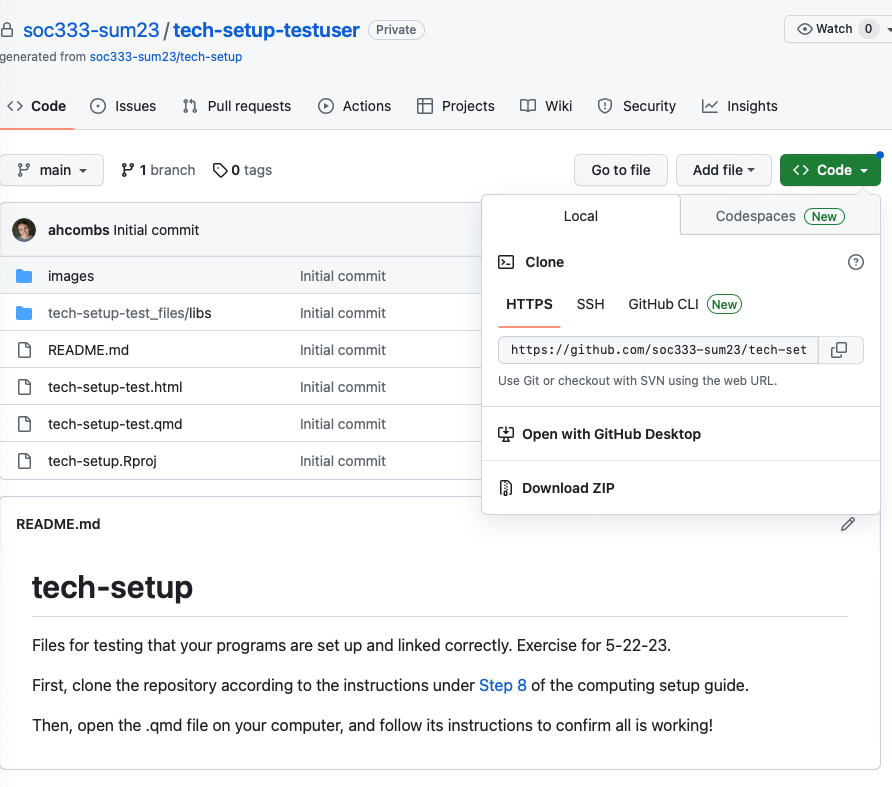 soc333-sum23 / tech-setup-testuser Private
Watch 0
generated from soc333-sum23/tech-setup
Code Issues Pull requests Actions Projects Wiki Security Insights
main 1 branch 0 tags Go to file Add file Code
ahcombs Initial commit
images Initial commit
tech-setup-test_files/libs Initial commit
README.md Initial commit
tech-setup-test.html Initial commit
tech-setup-test.qmd Initial commit
tech-setup.Rproj Initial commit
Local Codespaces New
Clone
HTTPS SSH GitHub CLI New
https://github.com/soc333-sum23/tech-set
Use Git or checkout with SVN using the web URL.
Open with GitHub Desktop
Download ZIP
README.md
tech-setup
Files for testing that your programs are set up and linked correctly. Exercise for 5-22-23.
First, clone the repository according to the instructions under Step 8 of the computing setup guide.
Then, open the .qmd file on your computer, and follow its instructions to confirm all is working!